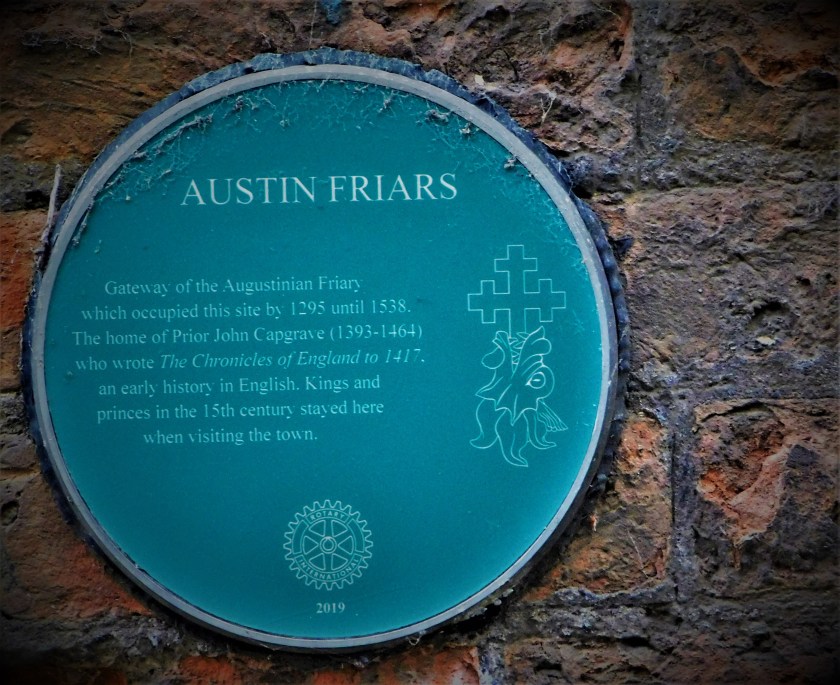 AUSTIN FRIARS
Gateway of the Augustinian Friary
which occupied this site by 1295 until 1538.
The home of Prior John Capgrave (1393-1464)
who wrote The Chronicles of England to 1417,
an early history in English. Kings and
princes in the 15th century stayed here
when visiting the town.
ROTARY
INTERNATIONAL
2019